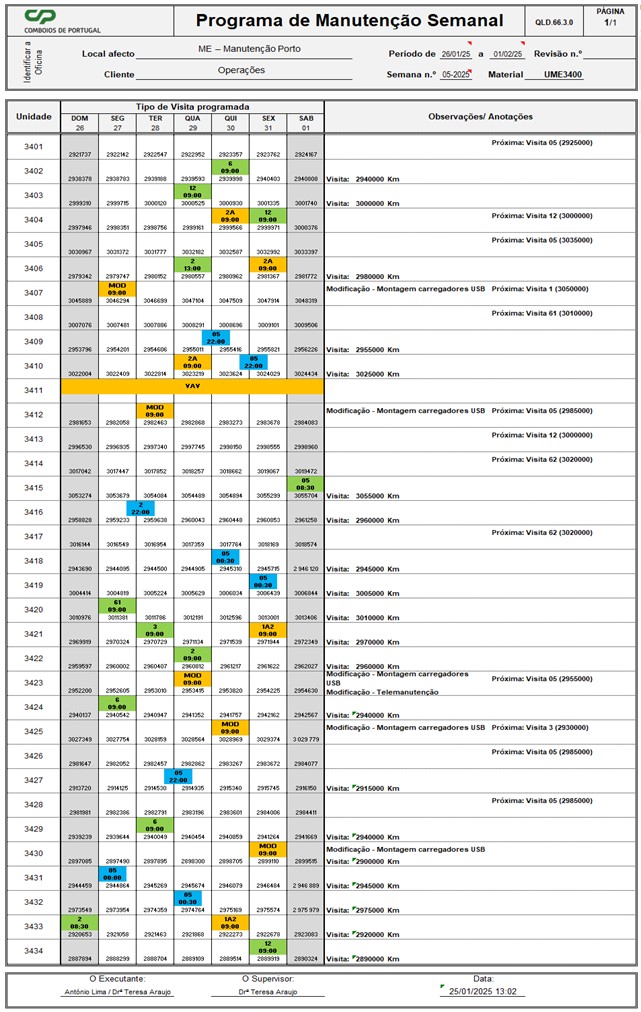 CP
COMBOIOS DE PORTUGAL
Programa de Manutenção Semanal
QLD.66.3.0
PÁGINA
1/1
Identificar a Oficina
Local afecto ME – Manutenção Porto
Período de 26/01/25 a 01/02/25 Revisão n.º
Cliente Operações
Semana n.º 05-2025 Material UME3400
Unidade Tipo de Visita programada Observações/ Anotações
DOM SEG TER QUA QUI SEX SAB
26 27 28 29 30 31 01
3401 Próxima: Visita 05 (2925000)
2921737 2922142 2922547 2922952 2923357 2923762 2924167
3402 6 09:00
2938378 2938783 2939188 2939593 2939998 2940403 2940808 Visita: 2940000 Km
3403 12 09:00
2999310 2999715 3000120 3000525 3000930 3001335 3001740 Visita: 3000000 Km
3404 2A 09:00 12 09:00 Próxima: Visita 12 (3000000)
2997946 2998351 2998756 2999161 2999566 2999971 3000376
3405 Próxima: Visita 05 (3035000)
3030967 3031372 3031777 3032182 3032587 3032992 3033397
3406 2 13:00 2A 09:00
2979342 2979747 2980152 2980557 2980962 2981367 2981772 Visita: 2980000 Km
3407 MOD 09:00 Modificação - Montagem carregadores USB Próxima: Visita 1 (3050000)
3045889 3046294 3046699 3047104 3047509 3047914 3048319
3408 Próxima: Visita 61 (3010000)
3007076 3007481 3007886 3008291 3008696 3009101 3009506
3409 05 22:00
2953796 2954201 2954606 2955011 2955416 2955821 2956226 Visita: 2955000 Km
3410 2A 09:00 05 22:00
3022004 3022409 3022814 3023219 3023624 3024029 3024434 Visita: 3025000 Km
3411 VAV
3412 MOD 09:00 Modificação - Montagem carregadores USB Próxima: Visita 05 (2985000)
2981653 2982058 2982463 2982868 2983273 2983678 2984083
3413 Próxima: Visita 12 (3000000)
2996530 2996935 2997340 2997745 2998150 2998555 2998960
3414 Próxima: Visita 62 (3020000)
3017042 3017447 3017852 3018257 3018662 3019067 3019472
3415 05 08:30
3053274 3053679 3054084 3054489 3054894 3055299 3055704 Visita: 3055000 Km
3416 2 22:00
2958828 2959233 2959638 2960043 2960448 2960853 2961258 Visita: 2960000 Km
3417 Próxima: Visita 62 (3020000)
3016144 3016549 3016954 3017359 3017764 3018169 3018574
3418 05 00:30
2943690 2944095 2944500 2944905 2945310 2945715 2 946 120 Visita: 2945000 Km
3419 05 00:30
3004414 3004819 3005224 3005629 3006034 3006439 3006844 Visita: 3005000 Km
3420 61 09:00
3010976 3011381 3011786 3012191 3012596 3013001 3013406 Visita: 3010000 Km
3421 3 09:00 1A2 09:00
2969919 2970324 2970729 2971134 2971539 2971944 2972349 Visita: 2970000 Km
3422 2 09:00
2959597 2960002 2960407 2960812 2961217 2961622 2962027 Visita: 2960000 Km
3423 MOD 09:00 Modificação - Montagem carregadores USB Próxima: Visita 05 (2955000)
2952200 2952605 2953010 2953415 2953820 2954225 2954630 Modificação - Telemanutenção
3424 6 09:00
2940137 2940542 2940947 2941352 2941757 2942162 2942567 Visita: 2940000 Km
3425 MOD 09:00 Modificação - Montagem carregadores USB Próxima: Visita 3 (2930000)
3027349 3027754 3028159 3028564 3028969 3029374 3 029 779
3426 Próxima: Visita 05 (2985000)
2981647 2982052 2982457 2982862 2983267 2983672 2984077
3427 05 22:00
2913720 2914125 2914530 2914935 2915340 2915745 2916150 Visita: 2915000 Km
3428 Próxima: Visita 05 (2985000)
2981981 2982386 2982791 2983196 2983601 2984006 2984411
3429 6 09:00
2939239 2939644 2940049 2940454 2940859 2941264 2941669 Visita: 2940000 Km
3430 MOD 09:00 Modificação - Montagem carregadores USB
2897085 2897490 2897895 2898300 2898705 2899110 2899515 Visita: 2900000 Km
3431 05 00:00
2944459 2944864 2945269 2945674 2946079 2946484 2 946 889 Visita: 2945000 Km
3432 05 00:30
2973549 2973954 2974359 2974764 2975169 2975574 2 975 979 Visita: 2975000 Km
3433 2 08:30 1A2 09:00
2920653 2921058 2921463 2921868 2922273 2922678 2923083 Visita: 2920000 Km
3434 12 09:00
2887894 2888299 2888704 2889109 2889514 2889919 2890324 Visita: 2890000 Km
O Executante: O Supervisor: Data:
António Lima / Drª Teresa Araujo Drª Teresa Araujo 25/01/2025 13:02